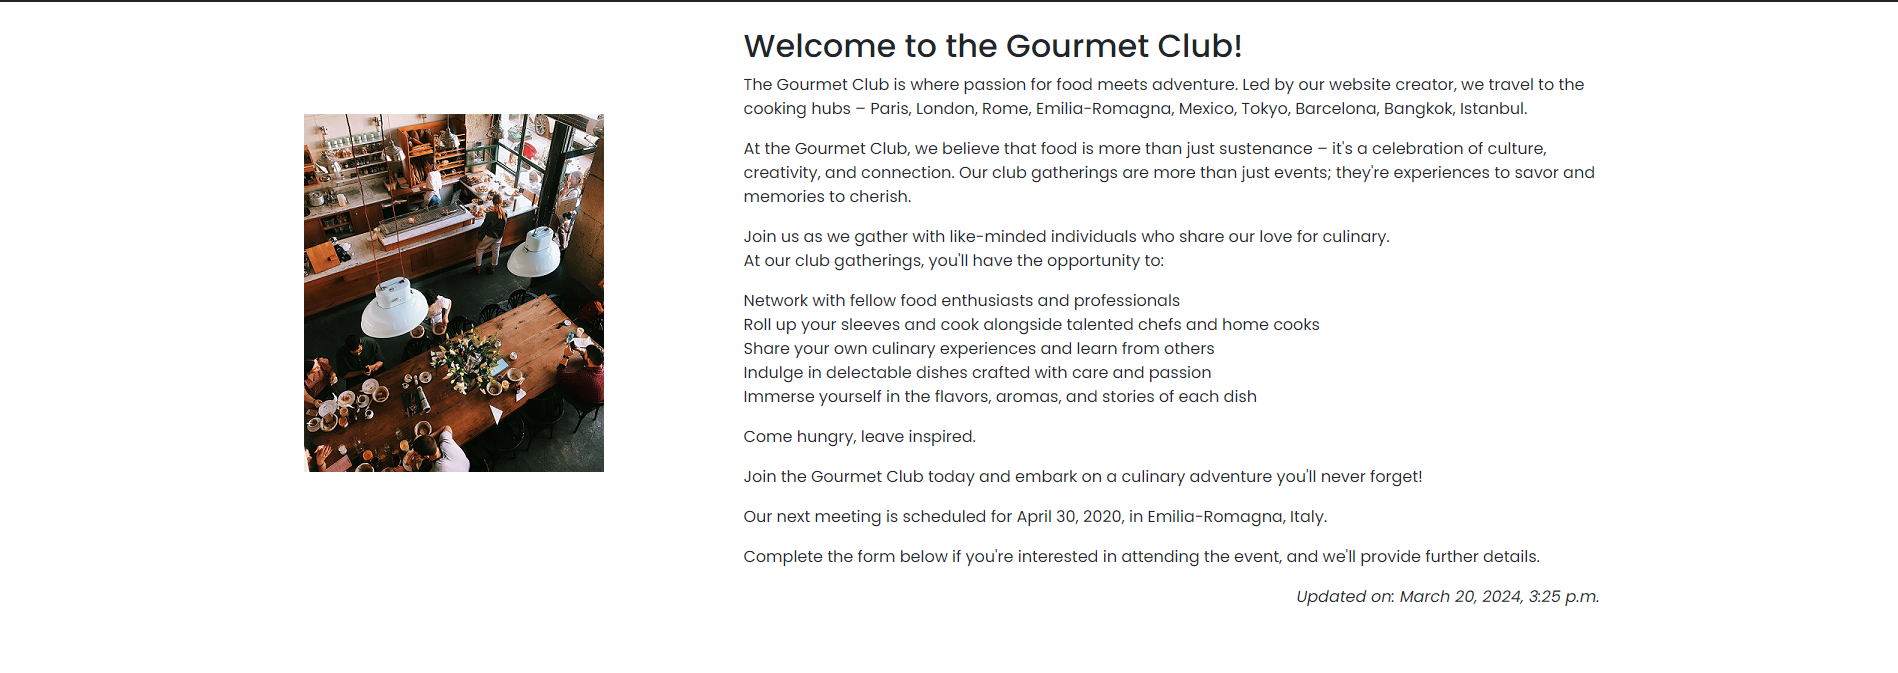 Welcome to the Gourmet Club!
The Gourmet Club is where passion for food meets adventure. Led by our website creator, we travel to the
cooking hubs – Paris, London, Rome, Emilia-Romagna, Mexico, Tokyo, Barcelona, Bangkok, Istanbul.
At the Gourmet Club, we believe that food is more than just sustenance – it's a celebration of culture,
creativity, and connection. Our club gatherings are more than just events; they're experiences to savor and
memories to cherish.
Join us as we gather with like-minded individuals who share our love for culinary.
At our club gatherings, you'll have the opportunity to:
Network with fellow food enthusiasts and professionals
Roll up your sleeves and cook alongside talented chefs and home cooks
Share your own culinary experiences and learn from others
Indulge in delectable dishes crafted with care and passion
Immerse yourself in the flavors, aromas, and stories of each dish
Come hungry, leave inspired.
Join the Gourmet Club today and embark on a culinary adventure you'll never forget!
Our next meeting is scheduled for April 30, 2020, in Emilia-Romagna, Italy.
Complete the form below if you're interested in attending the event, and we'll provide further details.
Updated on: March 20, 2024, 3:25 p.m.